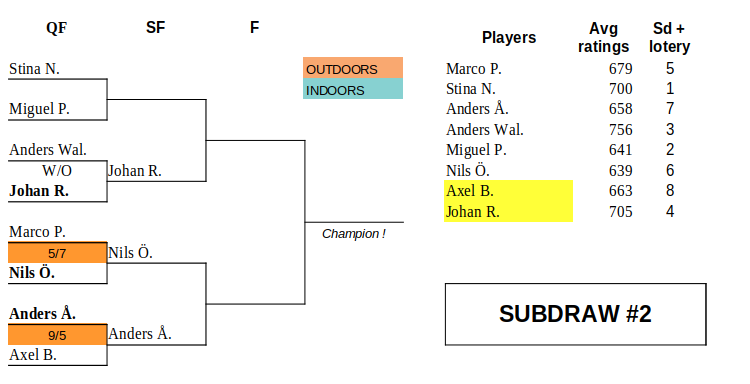 QF SF F
Stina N.
Miguel P.
Anders Wal.
W/O
Johan R.
Johan R.
Marco P.
5/7
Nils Ö.
Nils Ö.
Anders Å.
9/5
Anders Å.
Axel B.
OUTDOORS
INDOORS
Champion !
Players Avg ratings Sd + lotery
Marco P. 679 5
Stina N. 700 1
Anders Å. 658 7
Anders Wal. 756 3
Miguel P. 641 2
Nils Ö. 639 6
Axel B. 663 8
Johan R. 705 4
SUBDRAW #2